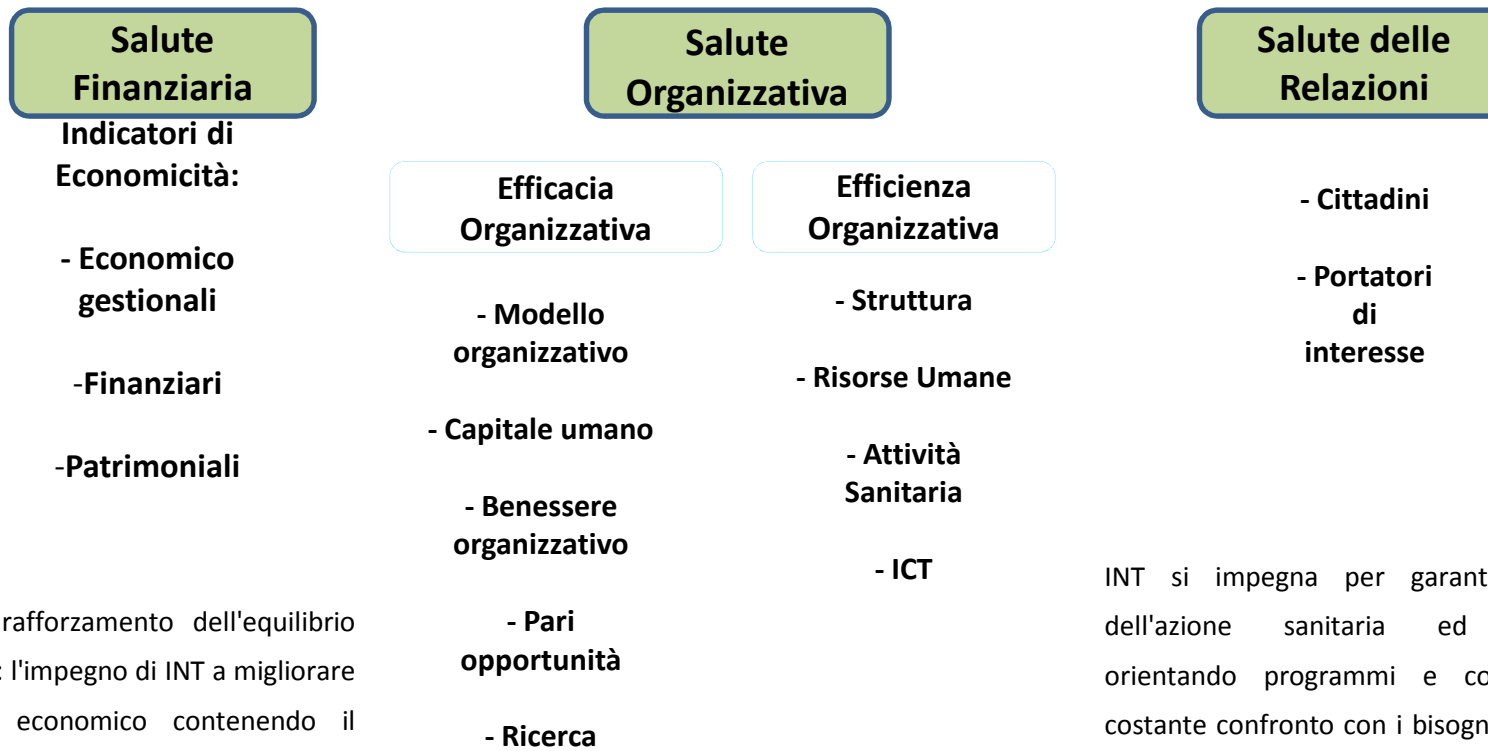 Salute
Finanziaria
Indicatori di
Economicità:
- Economico
gestionali
-Finanziari
-Patrimoniali
rafforzamento dell'equilibrio
: l'impegno di INT a migliorare
economico contenendo il
Salute
Organizzativa
Efficacia
Organizzativa
- Modello
organizzativo
- Capitale umano
- Benessere
organizzativo
- Pari
opportunità
- Ricerca
Efficienza
Organizzativa
- Struttura
- Risorse Umane
- Attività
Sanitaria
- ICT
Salute delle
Relazioni
- Cittadini
- Portatori
di
interesse
INT si impegna per garant
dell'azione sanitaria ed
orientando programmi e co
costante confronto con i bisogn